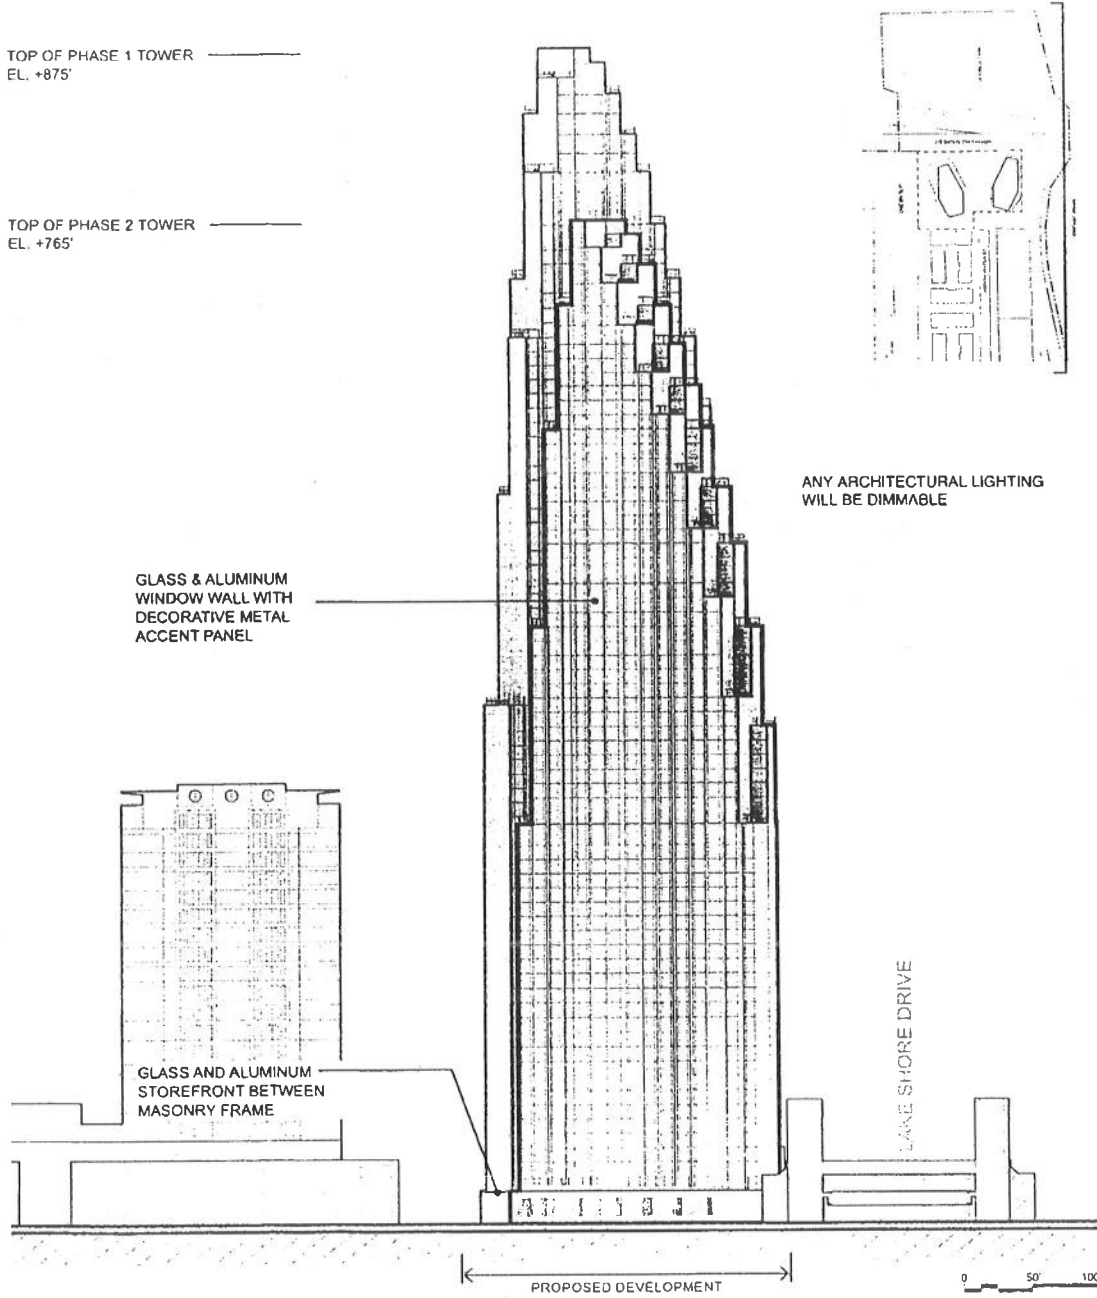 TOP OF PHASE 1 TOWER
EL. +875'
TOP OF PHASE 2 TOWER
EL. +765'
ANY ARCHITECTURAL LIGHTING
WILL BE DIMMABLE
GLASS & ALUMINUM
WINDOW WALL WITH
DECORATIVE METAL
ACCENT PANEL
GLASS AND ALUMINUM
STOREFRONT BETWEEN
MASONRY FRAME
LAKE SHORE DRIVE
PROPOSED DEVELOPMENT
0 50' 100